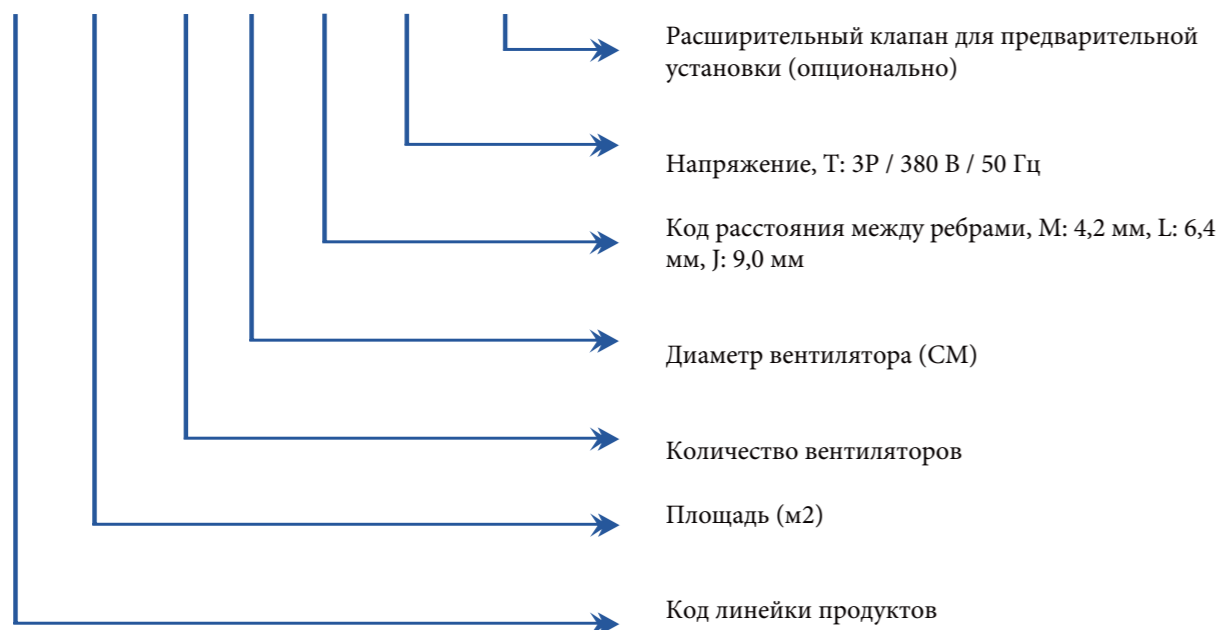 Расширительный клапан для предварительной
установки (опционально)
Напряжение, T: 3P / 380 В / 50 Гц
Код расстояния между ребрами, M: 4,2 мм, L: 6,4
мм, J: 9,0 мм
Диаметр вентилятора (СМ)
Количество вентиляторов
Площадь (м2)
Код линейки продуктов